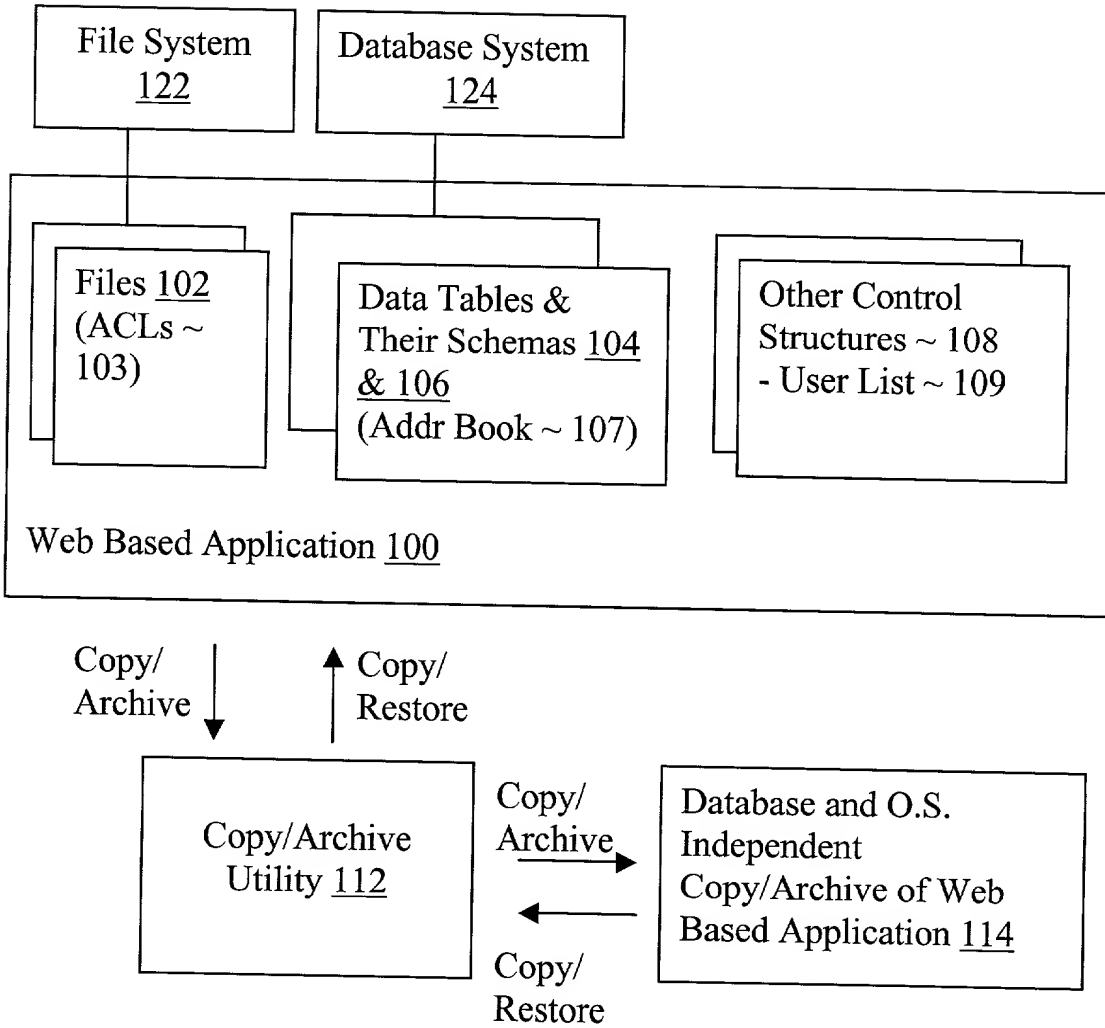 File System
122
Database System
124
Files 102
(ACLs ~
103)
Data Tables &
Their Schemas 104
& 106
(Addr Book ~ 107)
Other Control
Structures ~ 108
- User List ~ 109
Web Based Application 100
Copy/
Archive
Copy/
Restore
Copy/Archive
Utility 112
Copy/
Archive
Copy/
Restore
Database and O.S.
Independent
Copy/Archive of Web
Based Application 114